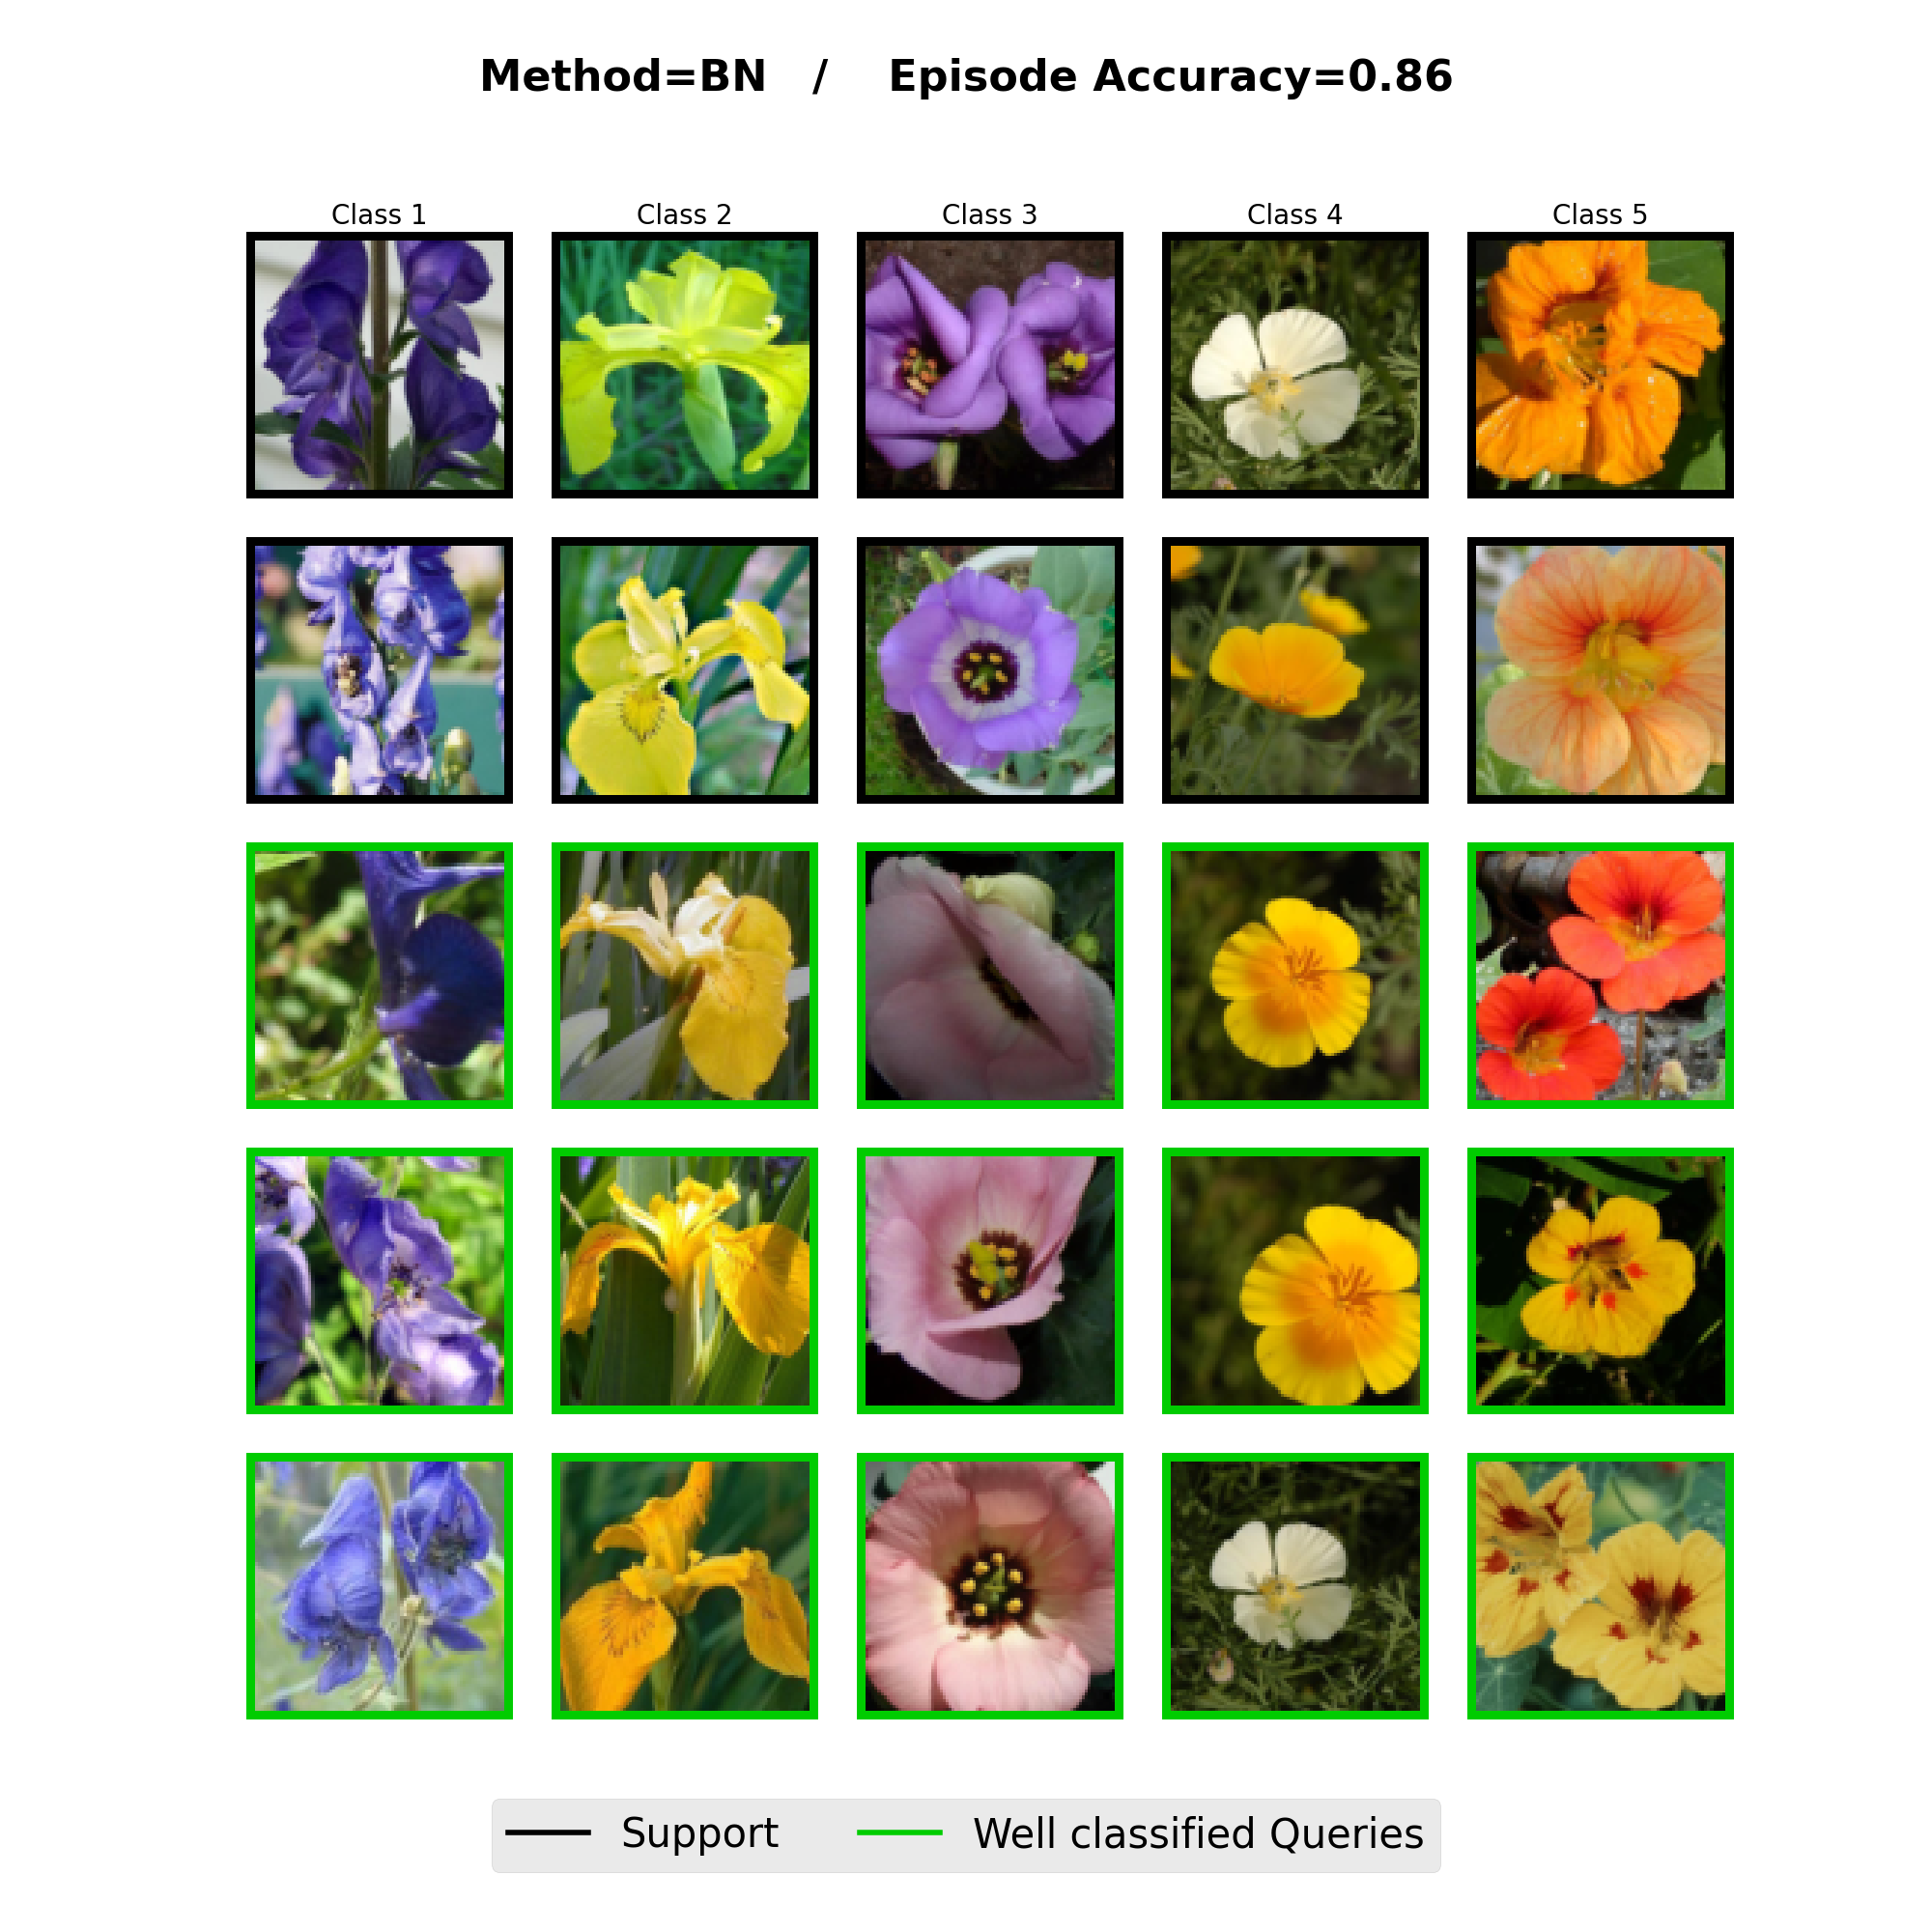 Method=BN / Episode Accuracy=0.86
Class 1 Class 2 Class 3 Class 4 Class 5
Support Well classified Queries